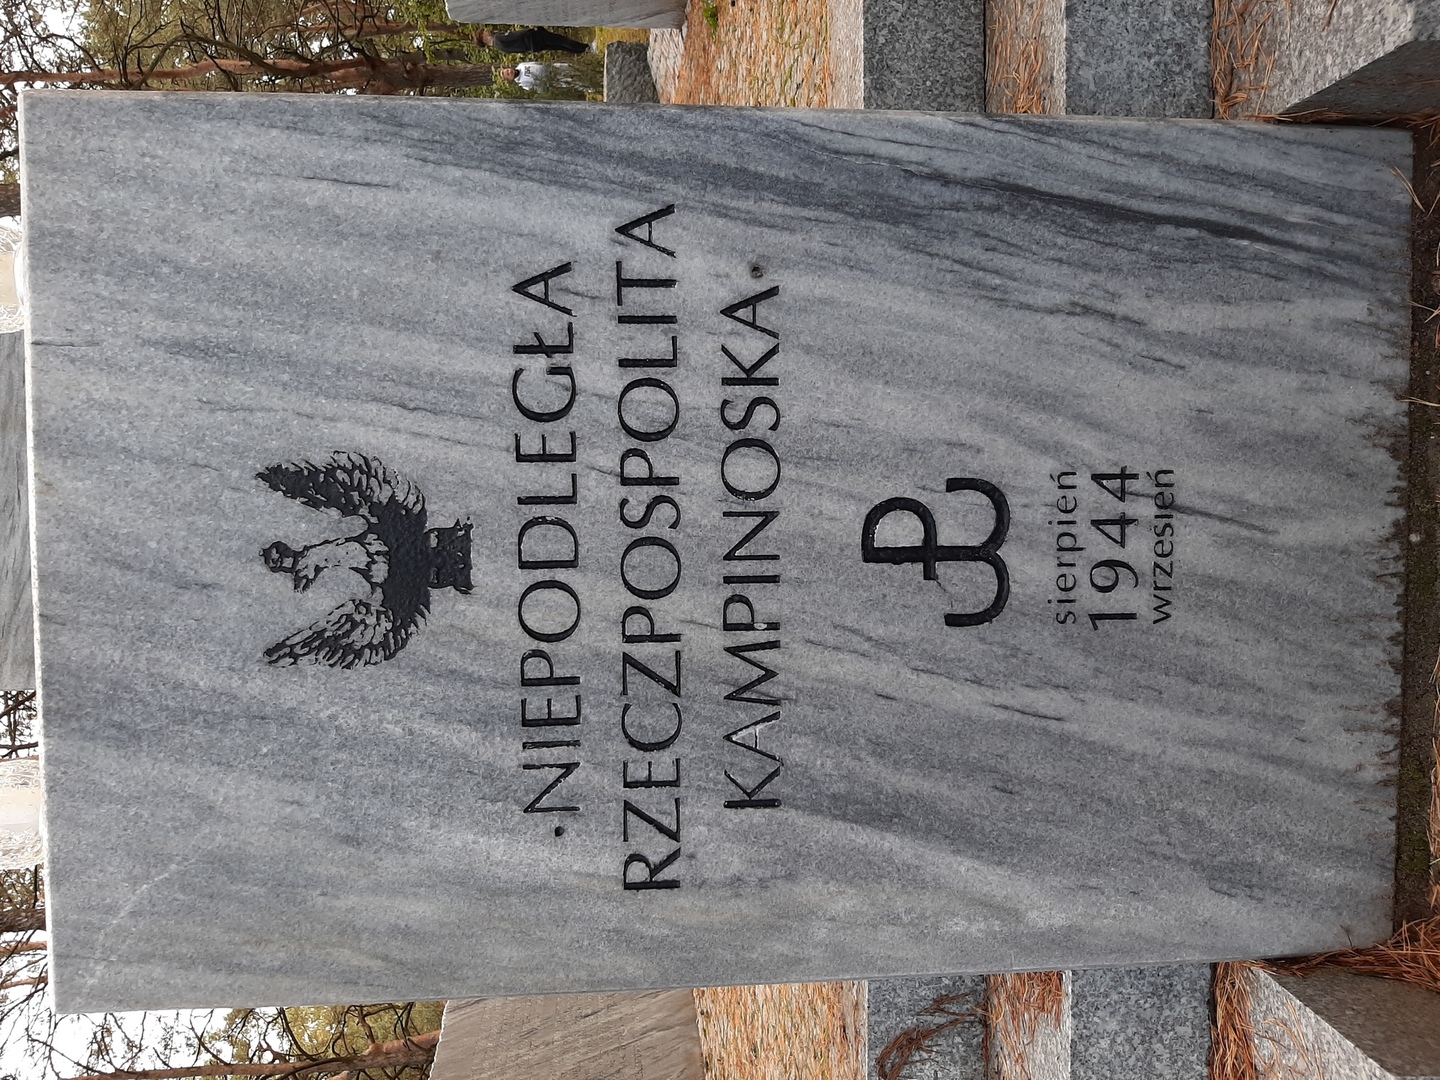 • NIEPODLEGŁA
RZECZPOSPOLITA
KAMPINOSKA •
sierpień
1944
wrzesień